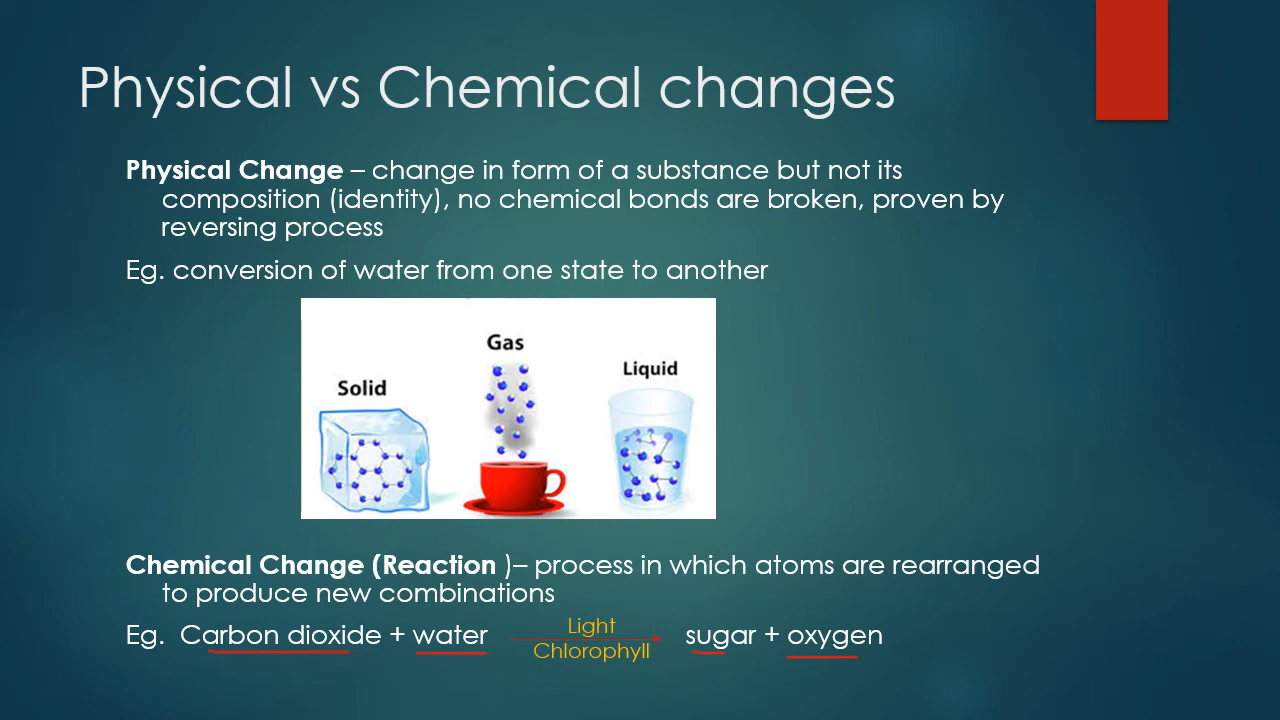 Physical vs Chemical changes
Physical Change – change in form of a substance but not its
composition (identity), no chemical bonds are broken, proven by
reversing process
Eg. conversion of water from one state to another
Gas
Liquid
Solid
Chemical Change (Reaction )– process in which atoms are rearranged
to produce new combinations
Light
Eg. Carbon dioxide + water sugar + oxygen
Chlorophyll